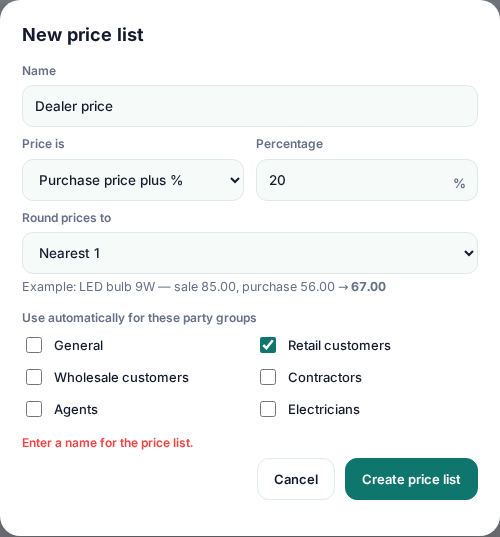 New price list
Name
Dealer price
Price is
Percentage
Purchase price plus %
20
%
Round prices to
Nearest 1
Example: LED bulb 9W — sale 85.00, purchase 56.00 → 67.00
Use automatically for these party groups
General
Retail customers
Wholesale customers
Contractors
Agents
Electricians
Enter a name for the price list.
Cancel
Create price list